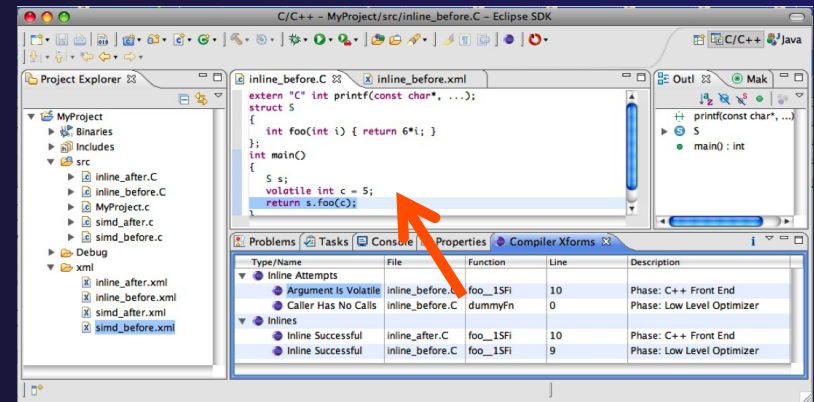 C/C++ - MyProject/src/inline_before.C - Eclipse SDK
C/C++ Java
Project Explorer
MyProject
Binaries
Includes
src
inline_after.C
inline_before.C
MyProject.c
simd_after.c
simd_before.c
Debug
xml
inline_after.xml
inline_before.xml
simd_after.xml
simd_before.xml
inline_before.C inline_before.xml
extern "C" int printf(const char*, ...);
struct S
{
int foo(int i) { return 6*i; }
};
int main()
{
S s;
volatile int c = 5;
return s.foo(c);
}
Outl Mak
printf(const char*, ...)
S
main() : int
Problems Tasks Console Properties Compiler Xforms
Type/Name File Function Line Description
Inline Attempts
Argument Is Volatile inline_before.C foo__1SFi 10 Phase: C++ Front End
Caller Has No Calls inline_before.C dummyFn 0 Phase: Low Level Optimizer
Inlines
Inline Successful inline_after.C foo__1SFi 10 Phase: C++ Front End
Inline Successful inline_before.C foo__1SFi 9 Phase: Low Level Optimizer